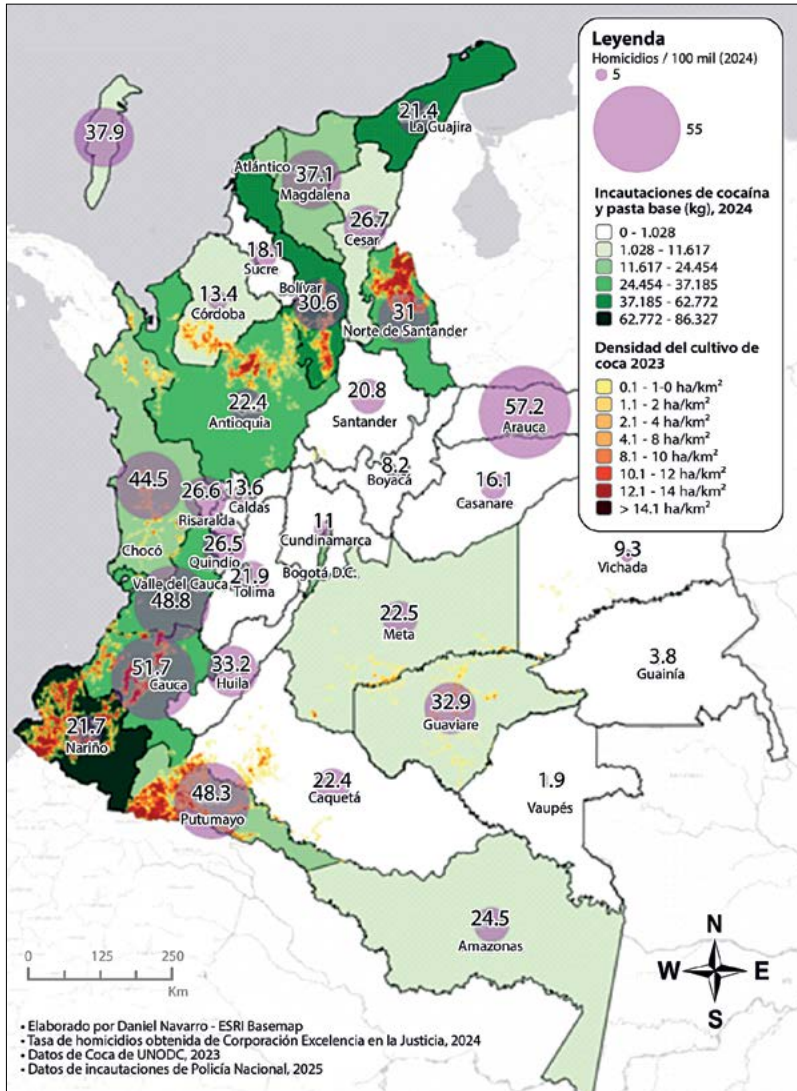 Leyenda
Homicidios / 100 mil (2024)
5
55
Incautaciones de cocaína
y pasta base (kg), 2024
0 - 1.028
1.028 - 11.617
11.617 - 24.454
24.454 - 37.185
37.185 - 62.772
62.772 - 86.327
Densidad del cultivo de
coca 2023
0.1 - 1-0 ha/km²
1.1 - 2 ha/km²
2.1 - 4 ha/km²
4.1 - 8 ha/km²
8.1 - 10 ha/km²
10.1 - 12 ha/km²
12.1 - 14 ha/km²
> 14.1 ha/km²
37.9
21.4
La Guajira
Atlántico
37.1
Magdalena
26.7
Cesar
18.1
Sucre
13.4
Córdoba
Bolívar
30.6
31
Norte de Santander
22.4
Antioquia
20.8
Santander
57.2
Arauca
8.2
Boyacá
16.1
Casanare
44.5
Chocó
26.6
Risaralda
13.6
Caldas
26.5
Quindío
11
Cundinamarca
Bogotá D.C.
21.9
Tolima
9.3
Vichada
Valle del Cauca
48.8
22.5
Meta
3.8
Guainía
51.7
Cauca
33.2
Huila
32.9
Guaviare
21.7
Nariño
48.3
Putumayo
22.4
Caquetá
1.9
Vaupés
24.5
Amazonas
0 125 250
Km
N
W E
S
• Elaborado por Daniel Navarro - ESRI Basemap
• Tasa de homicidios obtenida de Corporación Excelencia en la Justicia, 2024
• Datos de Coca de UNODC, 2023
• Datos de incautaciones de Policía Nacional, 2025